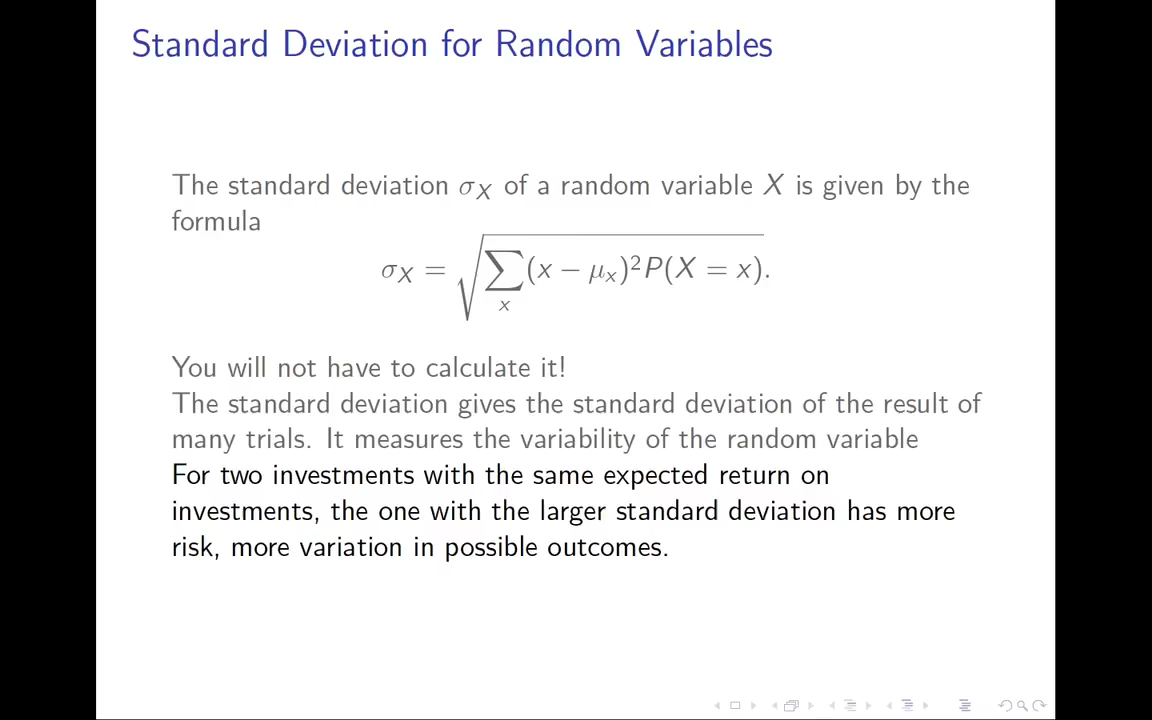 Standard Deviation for Random Variables
The standard deviation σ_X of a random variable X is given by the
formula
σ_X = √(∑_x (x − μ_x)² P(X = x)).
You will not have to calculate it!
The standard deviation gives the standard deviation of the result of
many trials. It measures the variability of the random variable
For two investments with the same expected return on
investments, the one with the larger standard deviation has more
risk, more variation in possible outcomes.